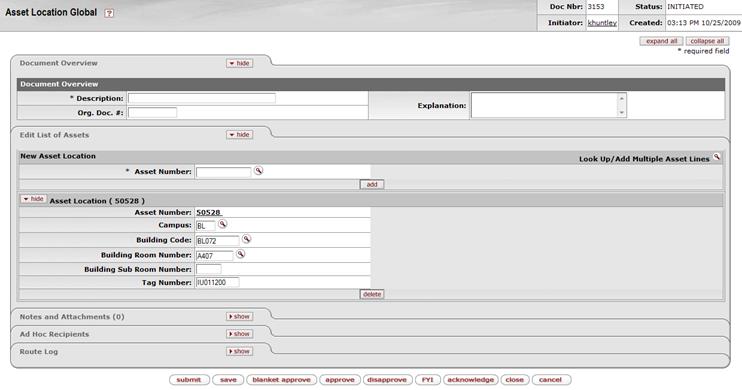 Asset Location Global ?
Doc Nbr: 3153 Status: INITIATED
Initiator: khuntley Created: 03:13 PM 10/25/2009
expand all collapse all
* required field
Document Overview hide
Document Overview
* Description: Explanation:
Org. Doc. #:
Edit List of Assets hide
New Asset Location Look Up/Add Multiple Asset Lines
* Asset Number:
add
hide Asset Location ( 50528 )
Asset Number: 50528
Campus: BL
Building Code: BL072
Building Room Number: A407
Building Sub Room Number:
Tag Number: IU011200
delete
Notes and Attachments (0) show
Ad Hoc Recipients show
Route Log show
submit save blanket approve approve disapprove FYI acknowledge close cancel